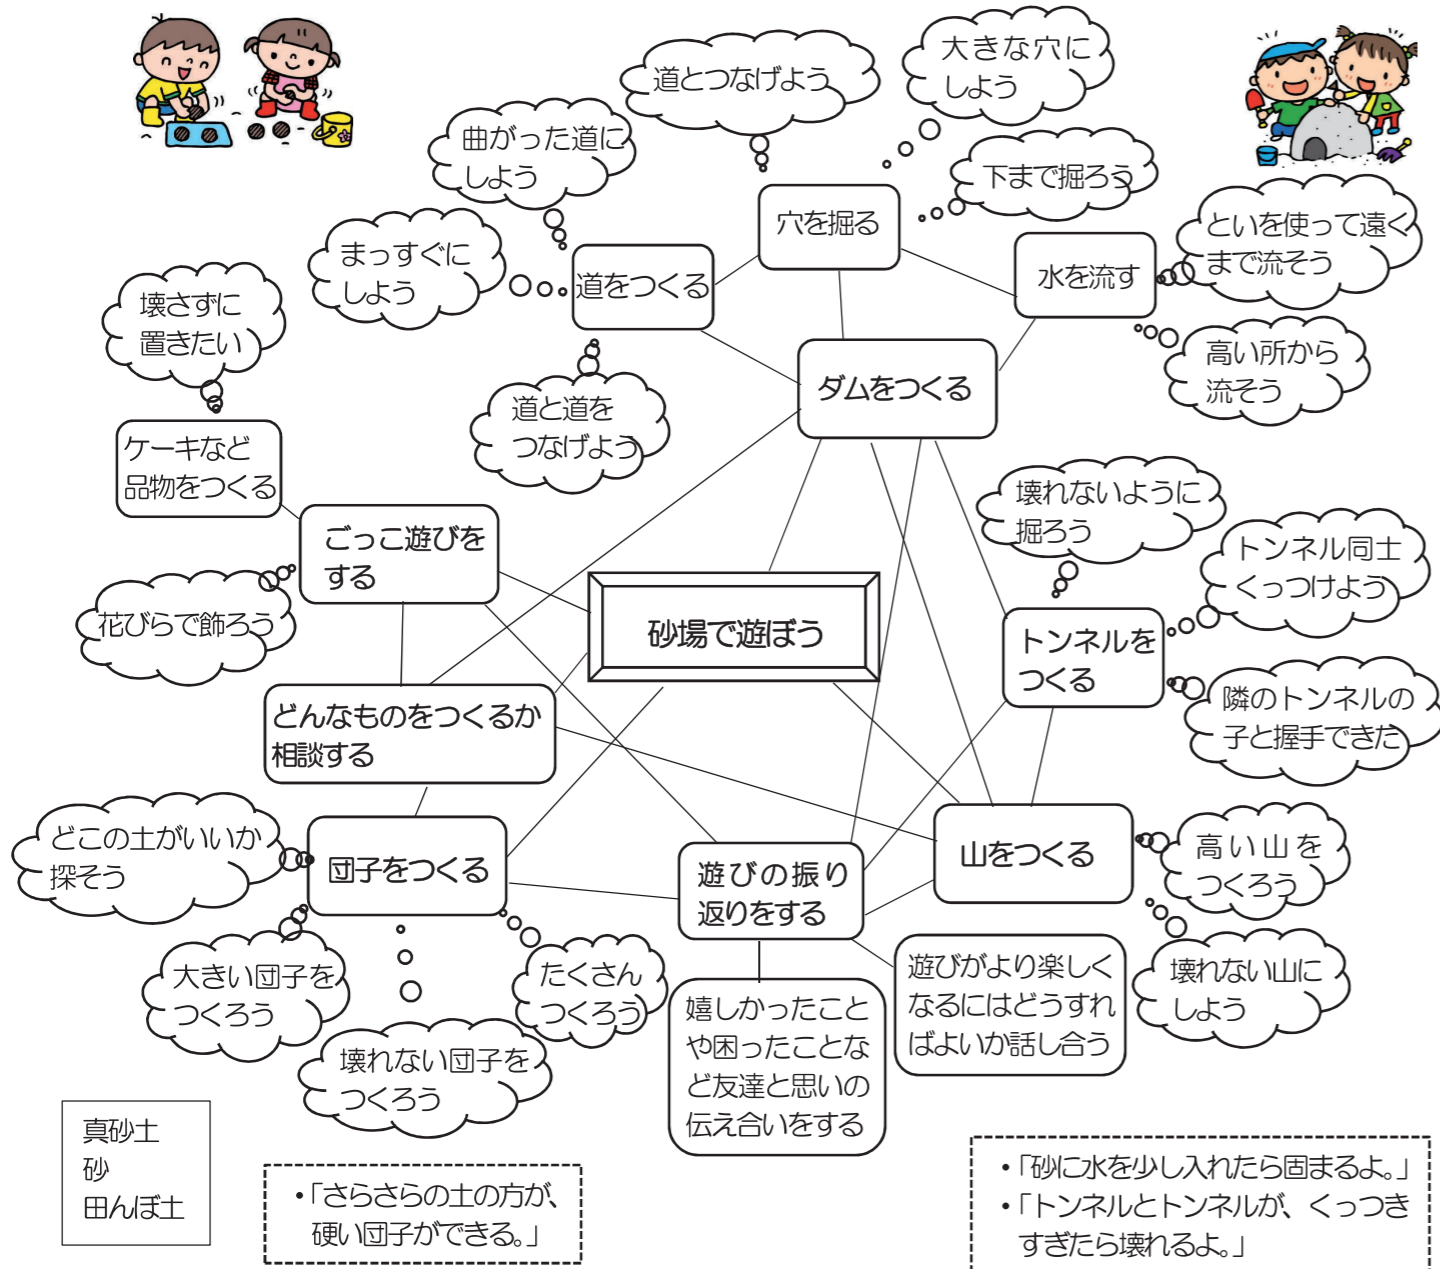 道とつなげよう
大きな穴に
しよう
曲がった道に
しよう
下まで掘ろう
穴を掘る
まっすぐに
しよう
道をつくる
水を流す
といを使って遠く
まで流そう
壊さずに
置きたい
高い所から
流そう
ダムをつくる
道と道を
つなげよう
ケーキなど
品物をつくる
壊れないように
掘ろう
ごっこ遊びを
する
トンネル同士
くっつけよう
花びらで飾ろう
砂場で遊ぼう
トンネルを
つくる
隣のトンネルの
子と握手できた
どんなものをつくるか
相談する
どこの土がいいか
探そう
団子をつくる
遊びの振り
返りをする
山をつくる
高い山を
つくろう
大きい団子を
つくろう
たくさん
つくろう
壊れない団子を
つくろう
嬉しかったこと
や困ったことな
ど友達と思いの
伝え合いをする
遊びがより楽しく
なるにはどうすれ
ばよいか話し合う
壊れない山に
しよう
真砂土
砂
田んぼ土
・「さらさらの土の方が、
硬い団子ができる。」
・「砂に水を少し入れたら固まるよ。」
・「トンネルとトンネルが、くっつき
すぎたら壊れるよ。」